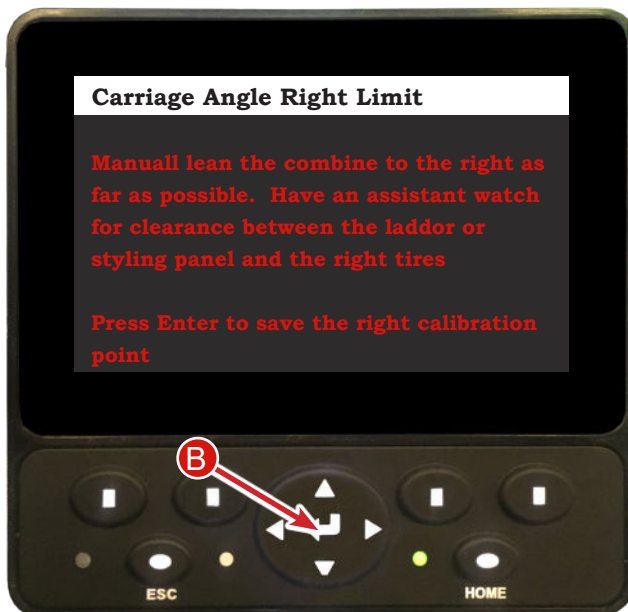 Carriage Angle Right Limit
Manuall lean the combine to the right as
far as possible.  Have an assistant watch
for clearance between the laddor or
styling panel and the right tires
Press Enter to save the right calibration
point
B
ESC
HOME